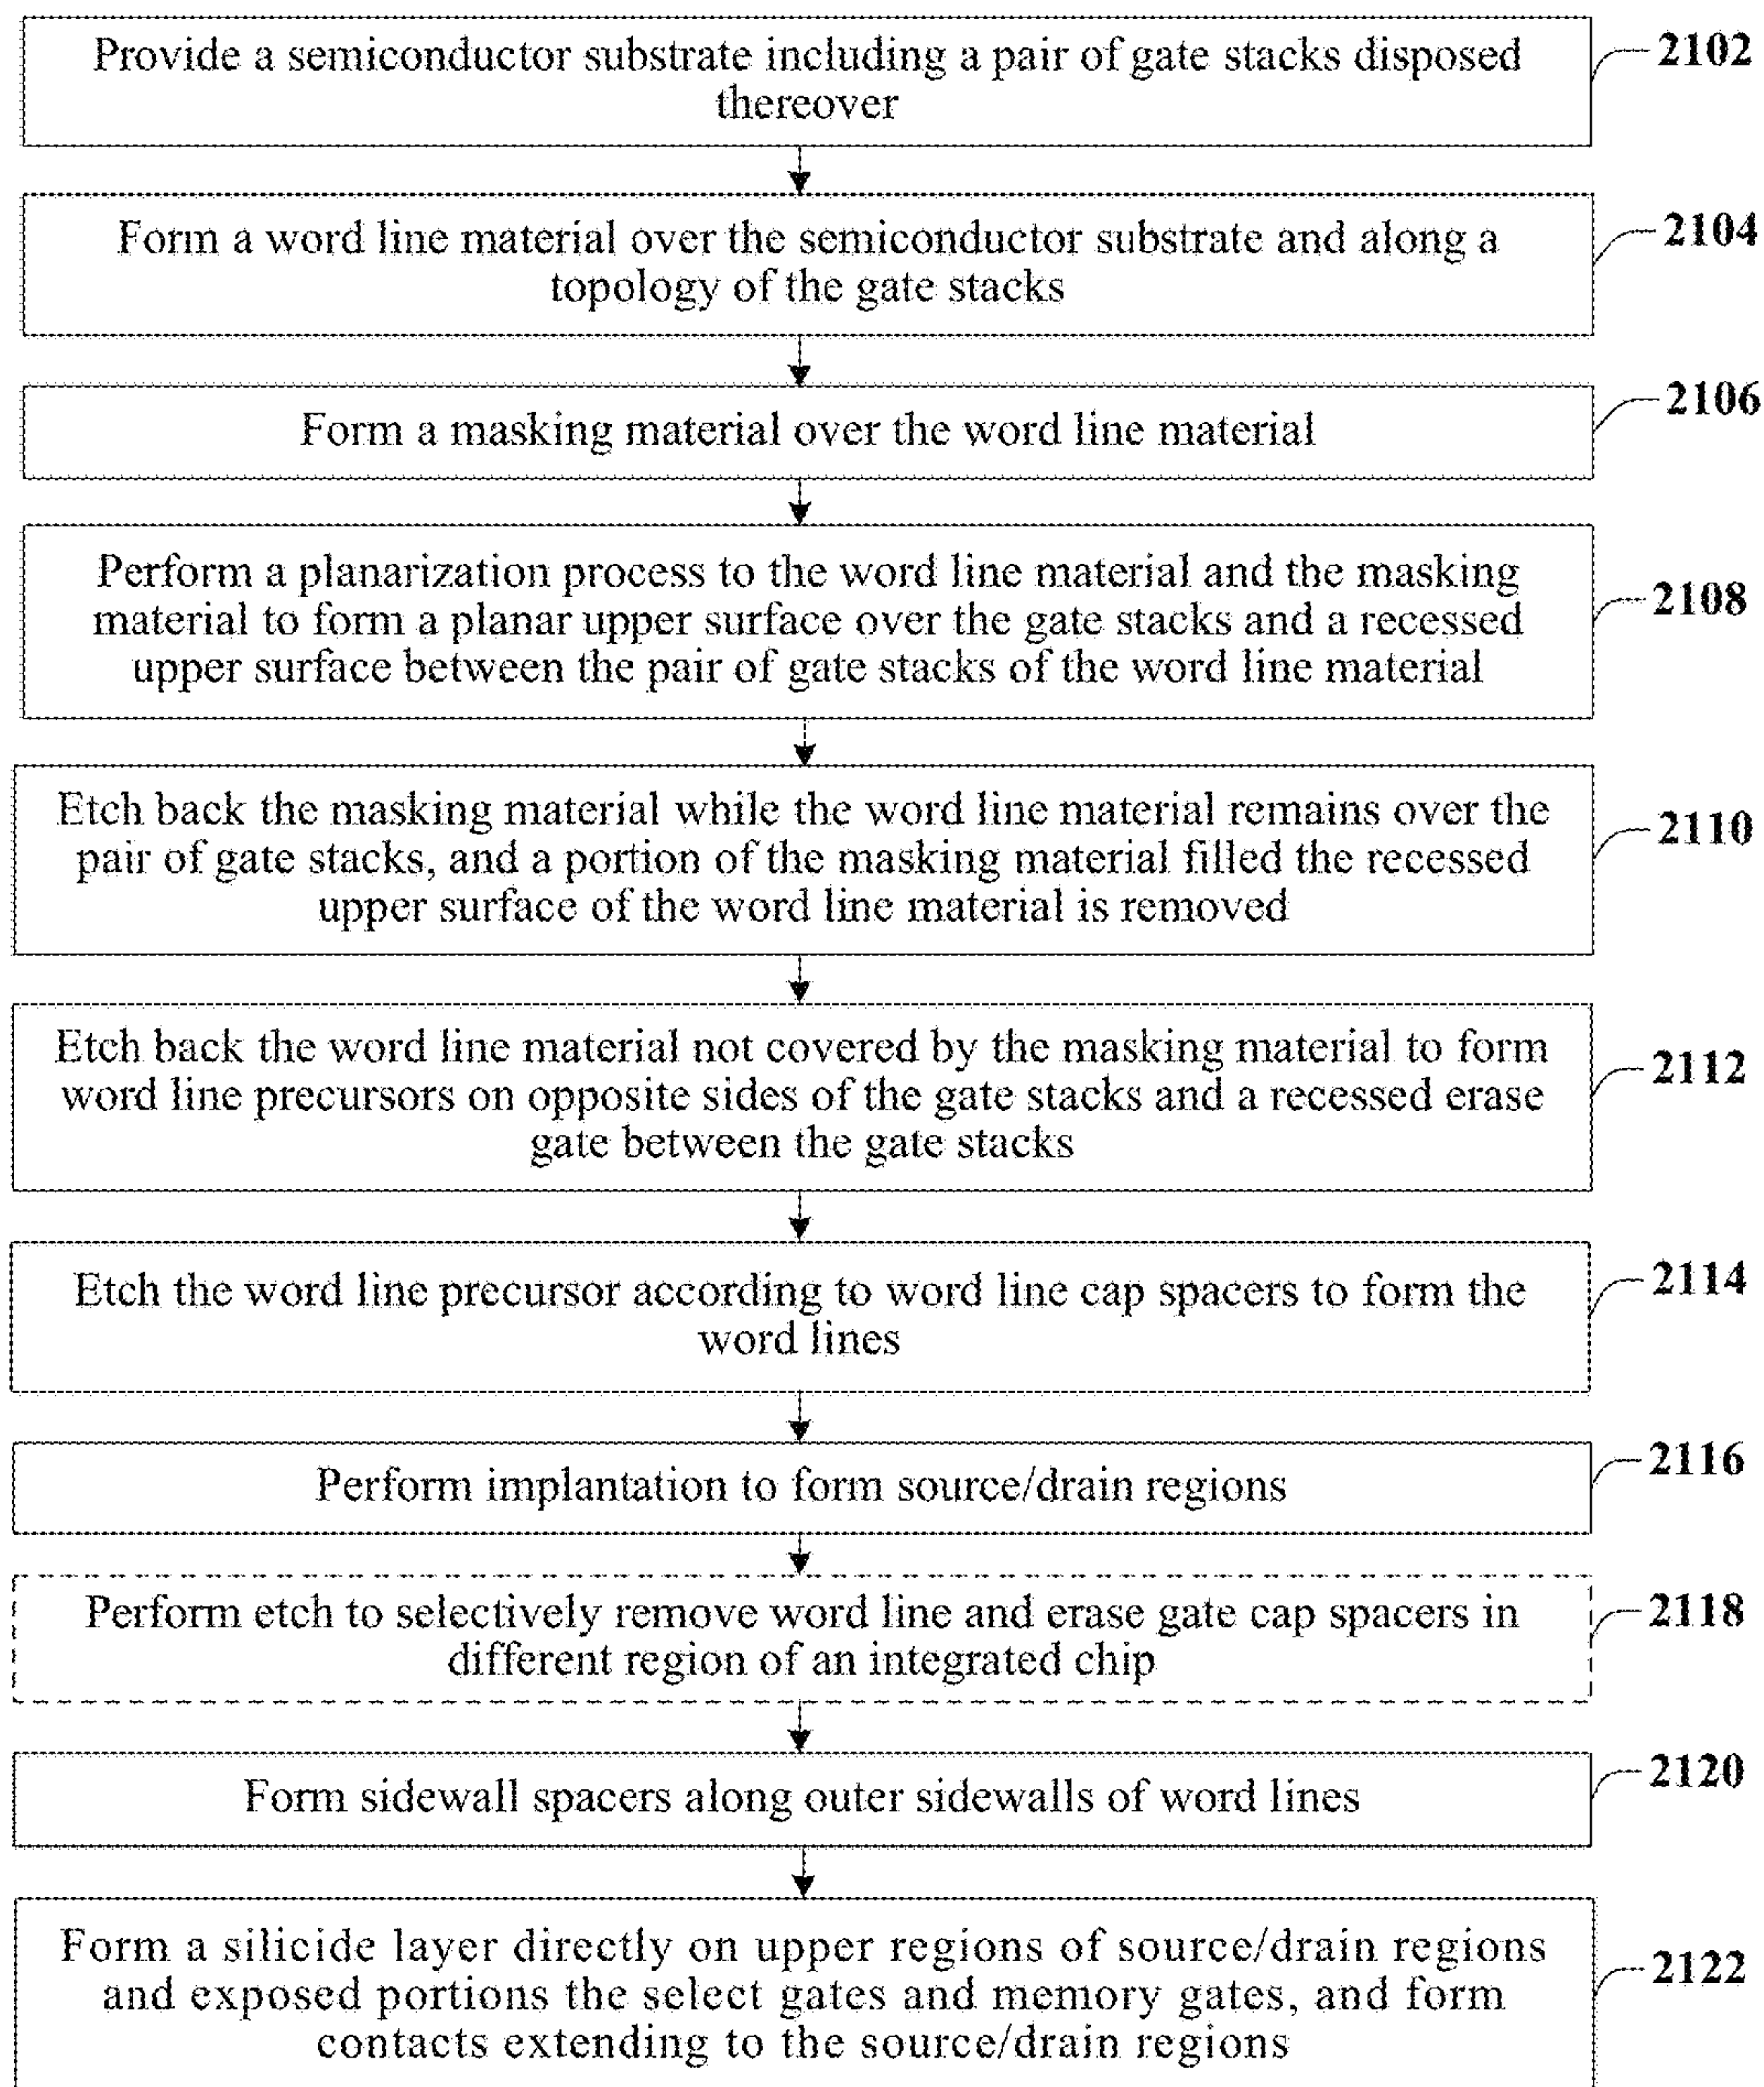 Provide a semiconductor substrate including a pair of gate stacks disposed
thereover
2102
Form a word line material over the semiconductor substrate and along a
topology of the gate stacks
2104
Form a masking material over the word line material
2106
Perform a planarization process to the word line material and the masking
material to form a planar upper surface over the gate stacks and a recessed
upper surface between the pair of gate stacks of the word line material
2108
Etch back the masking material while the word line material remains over the
pair of gate stacks, and a portion of the masking material filled the recessed
upper surface of the word line material is removed
2110
Etch back the word line material not covered by the masking material to form
word line precursors on opposite sides of the gate stacks and a recessed erase
gate between the gate stacks
2112
Etch the word line precursor according to word line cap spacers to form the
word lines
2114
Perform implantation to form source/drain regions
2116
Perform etch to selectively remove word line and erase gate cap spacers in
different region of an integrated chip
2118
Form sidewall spacers along outer sidewalls of word lines
2120
Form a silicide layer directly on upper regions of source/drain regions
and exposed portions the select gates and memory gates, and form
contacts extending to the source/drain regions
2122